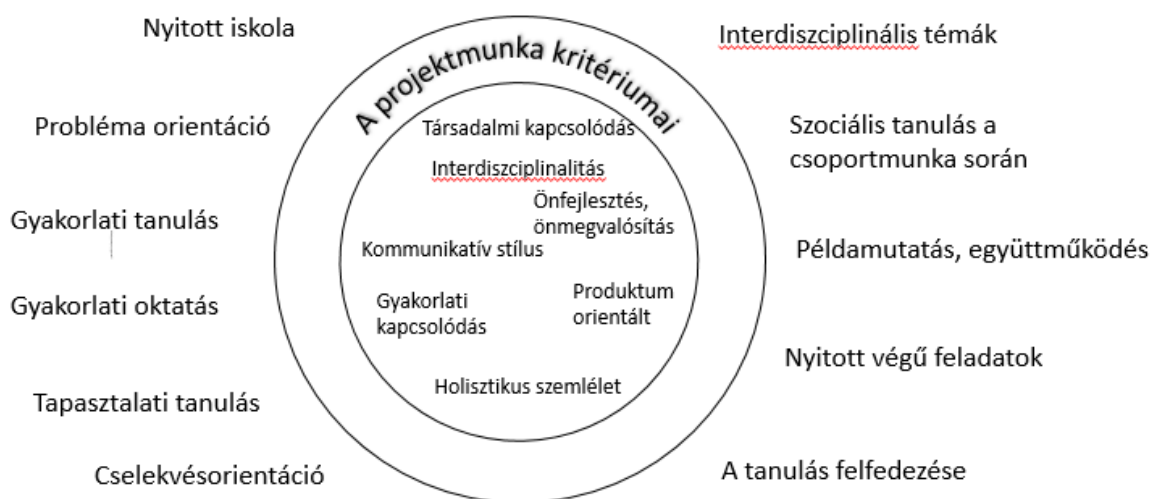 Nyitott iskola
Interdiszciplinális témák
A projektmunka kritériumai
Probléma orientáció
Társadalmi kapcsolódás
Szociális tanulás a
csoportmunka során
Interdiszciplinalitás
Gyakorlati tanulás
Önfejlesztés,
önmegvalósítás
Kommunikatív stílus
Példamutatás, együttműködés
Gyakorlati oktatás
Gyakorlati
kapcsolódás
Produktum
orientált
Nyitott végű feladatok
Holisztikus szemlélet
Tapasztalati tanulás
Cselekvésorientáció
A tanulás felfedezése